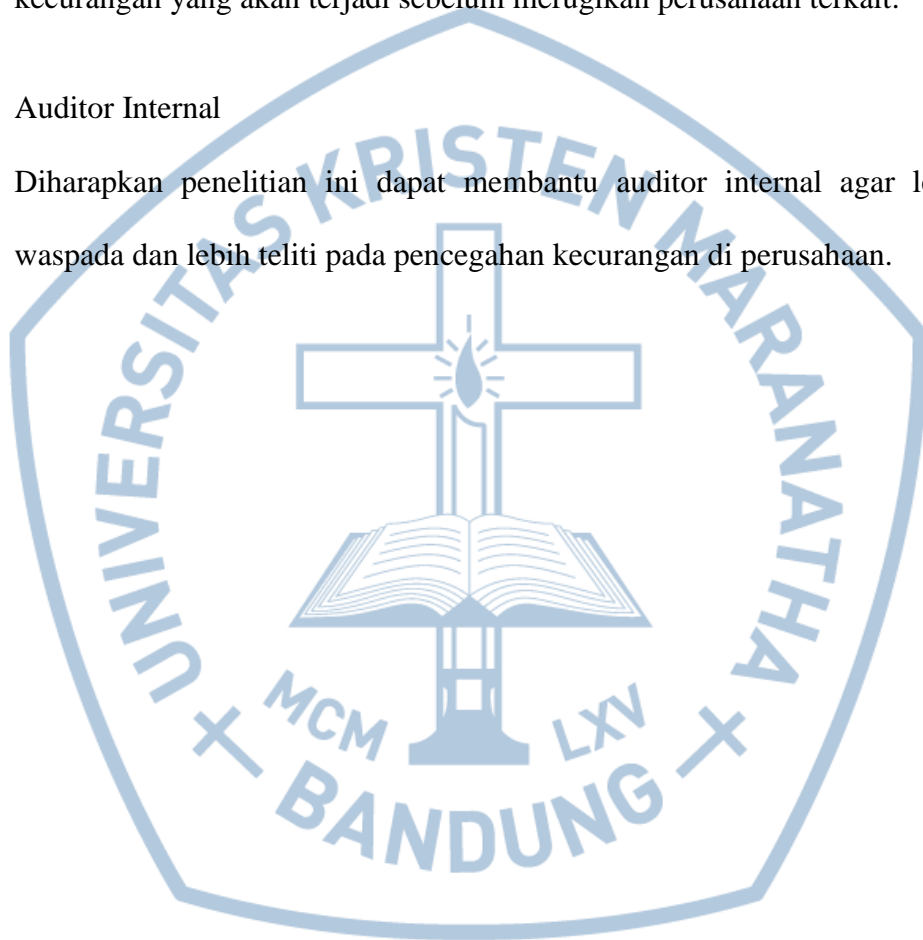 kecurangan yang akan terjadi sebelum merugikan perusahaan terkait.
Auditor Internal
Diharapkan penelitian ini dapat membantu auditor internal agar
waspada dan lebih teliti pada pencegahan kecurangan di perusahaan.
UNIVERSITAS KRISTEN MARANATHA
MCM LXV
BANDUNG